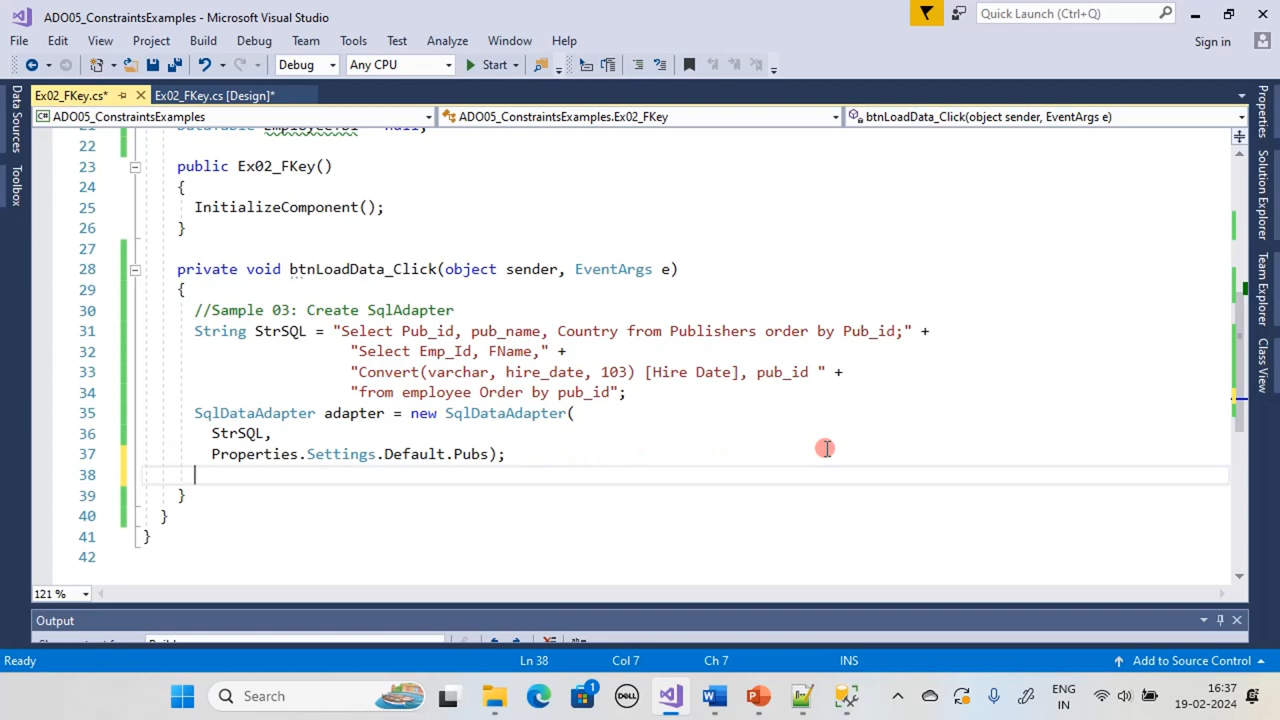 ADO05_ConstraintsExamples - Microsoft Visual Studio
Quick Launch (Ctrl+Q)
File Edit View Project Build Debug Team Tools Test Analyze Window Help
Sign in
Debug Any CPU Start
Ex02_FKey.cs* Ex02_FKey.cs [Design]*
ADO05_ConstraintsExamples ADO05_ConstraintsExamples.Ex02_FKey btnLoadData_Click(object sender, EventArgs e)
22
23 public Ex02_FKey()
24 {
25 InitializeComponent();
26 }
27
28 private void btnLoadData_Click(object sender, EventArgs e)
29 {
30 //Sample 03: Create SqlAdapter
31 String StrSQL = "Select Pub_id, pub_name, Country from Publishers order by Pub_id;" +
32 "Select Emp_Id, FName," +
33 "Convert(varchar, hire_date, 103) [Hire Date], pub_id " +
34 "from employee Order by pub_id";
35 SqlDataAdapter adapter = new SqlDataAdapter(
36 StrSQL,
37 Properties.Settings.Default.Pubs);
38
39 }
40 }
41 }
42
121 %
Output
Ready Ln 38 Col 7 Ch 7 INS Add to Source Control
Data Sources
Toolbox
Properties
Solution Explorer
Team Explorer
Class View
Search
1
DELL
ENG
IN
16:37
19-02-2024